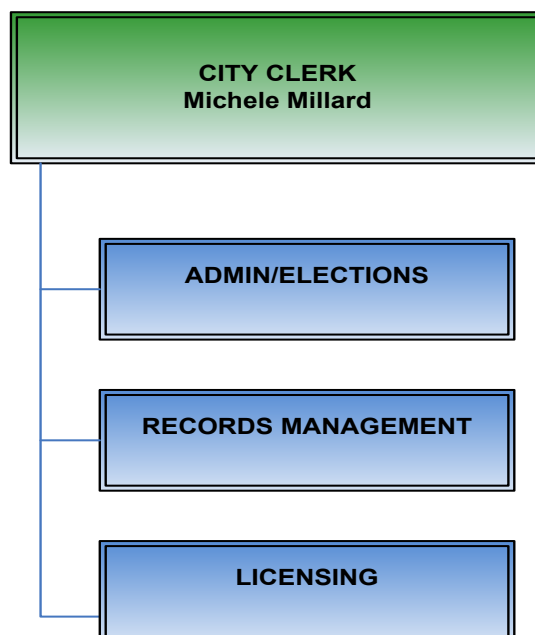 CITY CLERK
Michele Millard
ADMIN/ELECTIONS
RECORDS MANAGEMENT
LICENSING